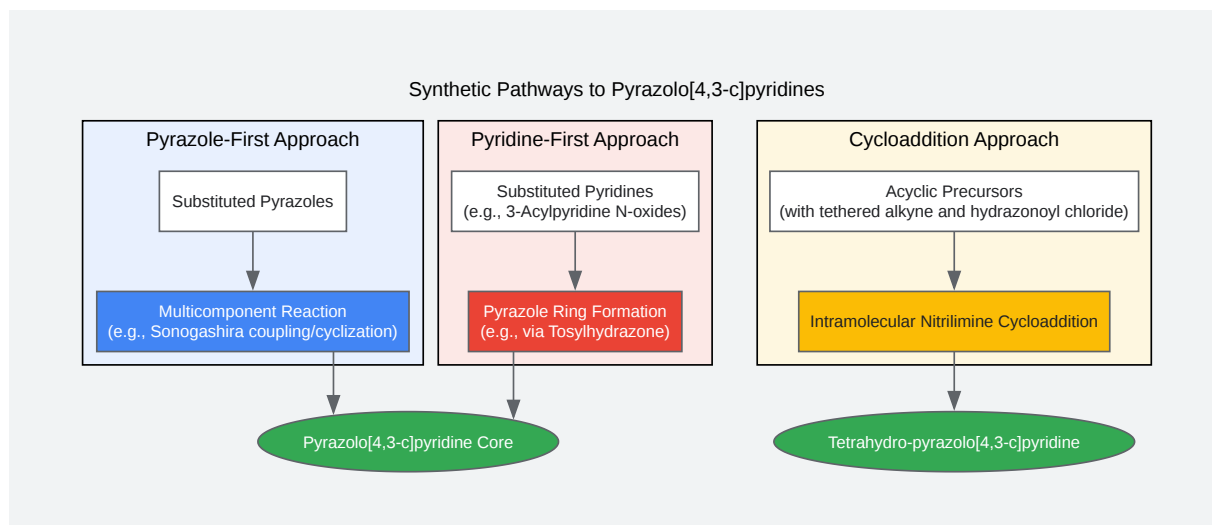 Synthetic Pathways to Pyrazolo[4,3-c]pyridines
Pyrazole-First Approach
Substituted Pyrazoles
Multicomponent Reaction
(e.g., Sonogashira coupling/cyclization)
Pyridine-First Approach
Substituted Pyridines
(e.g., 3-Acylpyridine N-oxides)
Pyrazole Ring Formation
(e.g., via Tosylhydrazone)
Pyrazolo[4,3-c]pyridine Core
Cycloaddition Approach
Acyclic Precursors
(with tethered alkyne and hydrazonoyl chloride)
Intramolecular Nitrilimine Cycloaddition
Tetrahydro-pyrazolo[4,3-c]pyridine